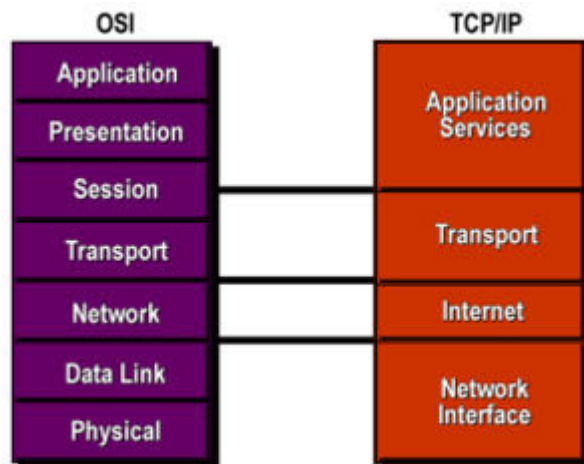 OSI
Application
Presentation
Session
Transport
Network
Data Link
Physical
TCP/IP
Application
Services
Transport
Internet
Network
Interface